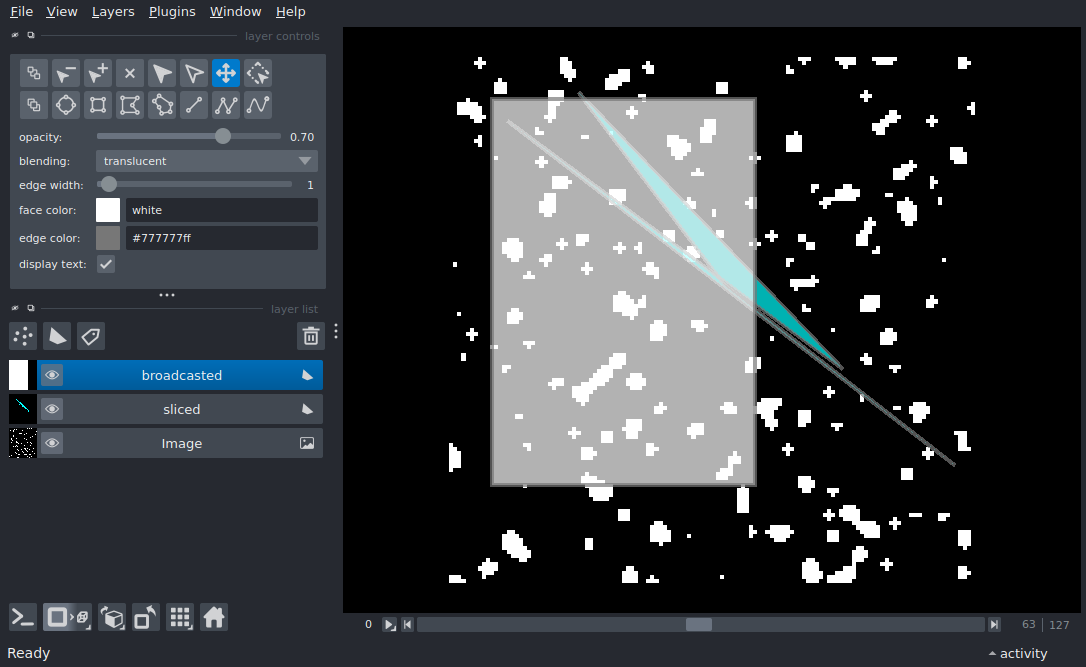 File View Layers Plugins Window Help
layer controls
opacity: 0.70
blending: translucent
edge width: 1
face color: white
edge color: #777777ff
display text:
layer list
broadcasted
sliced
Image
0 63 127
Ready activity